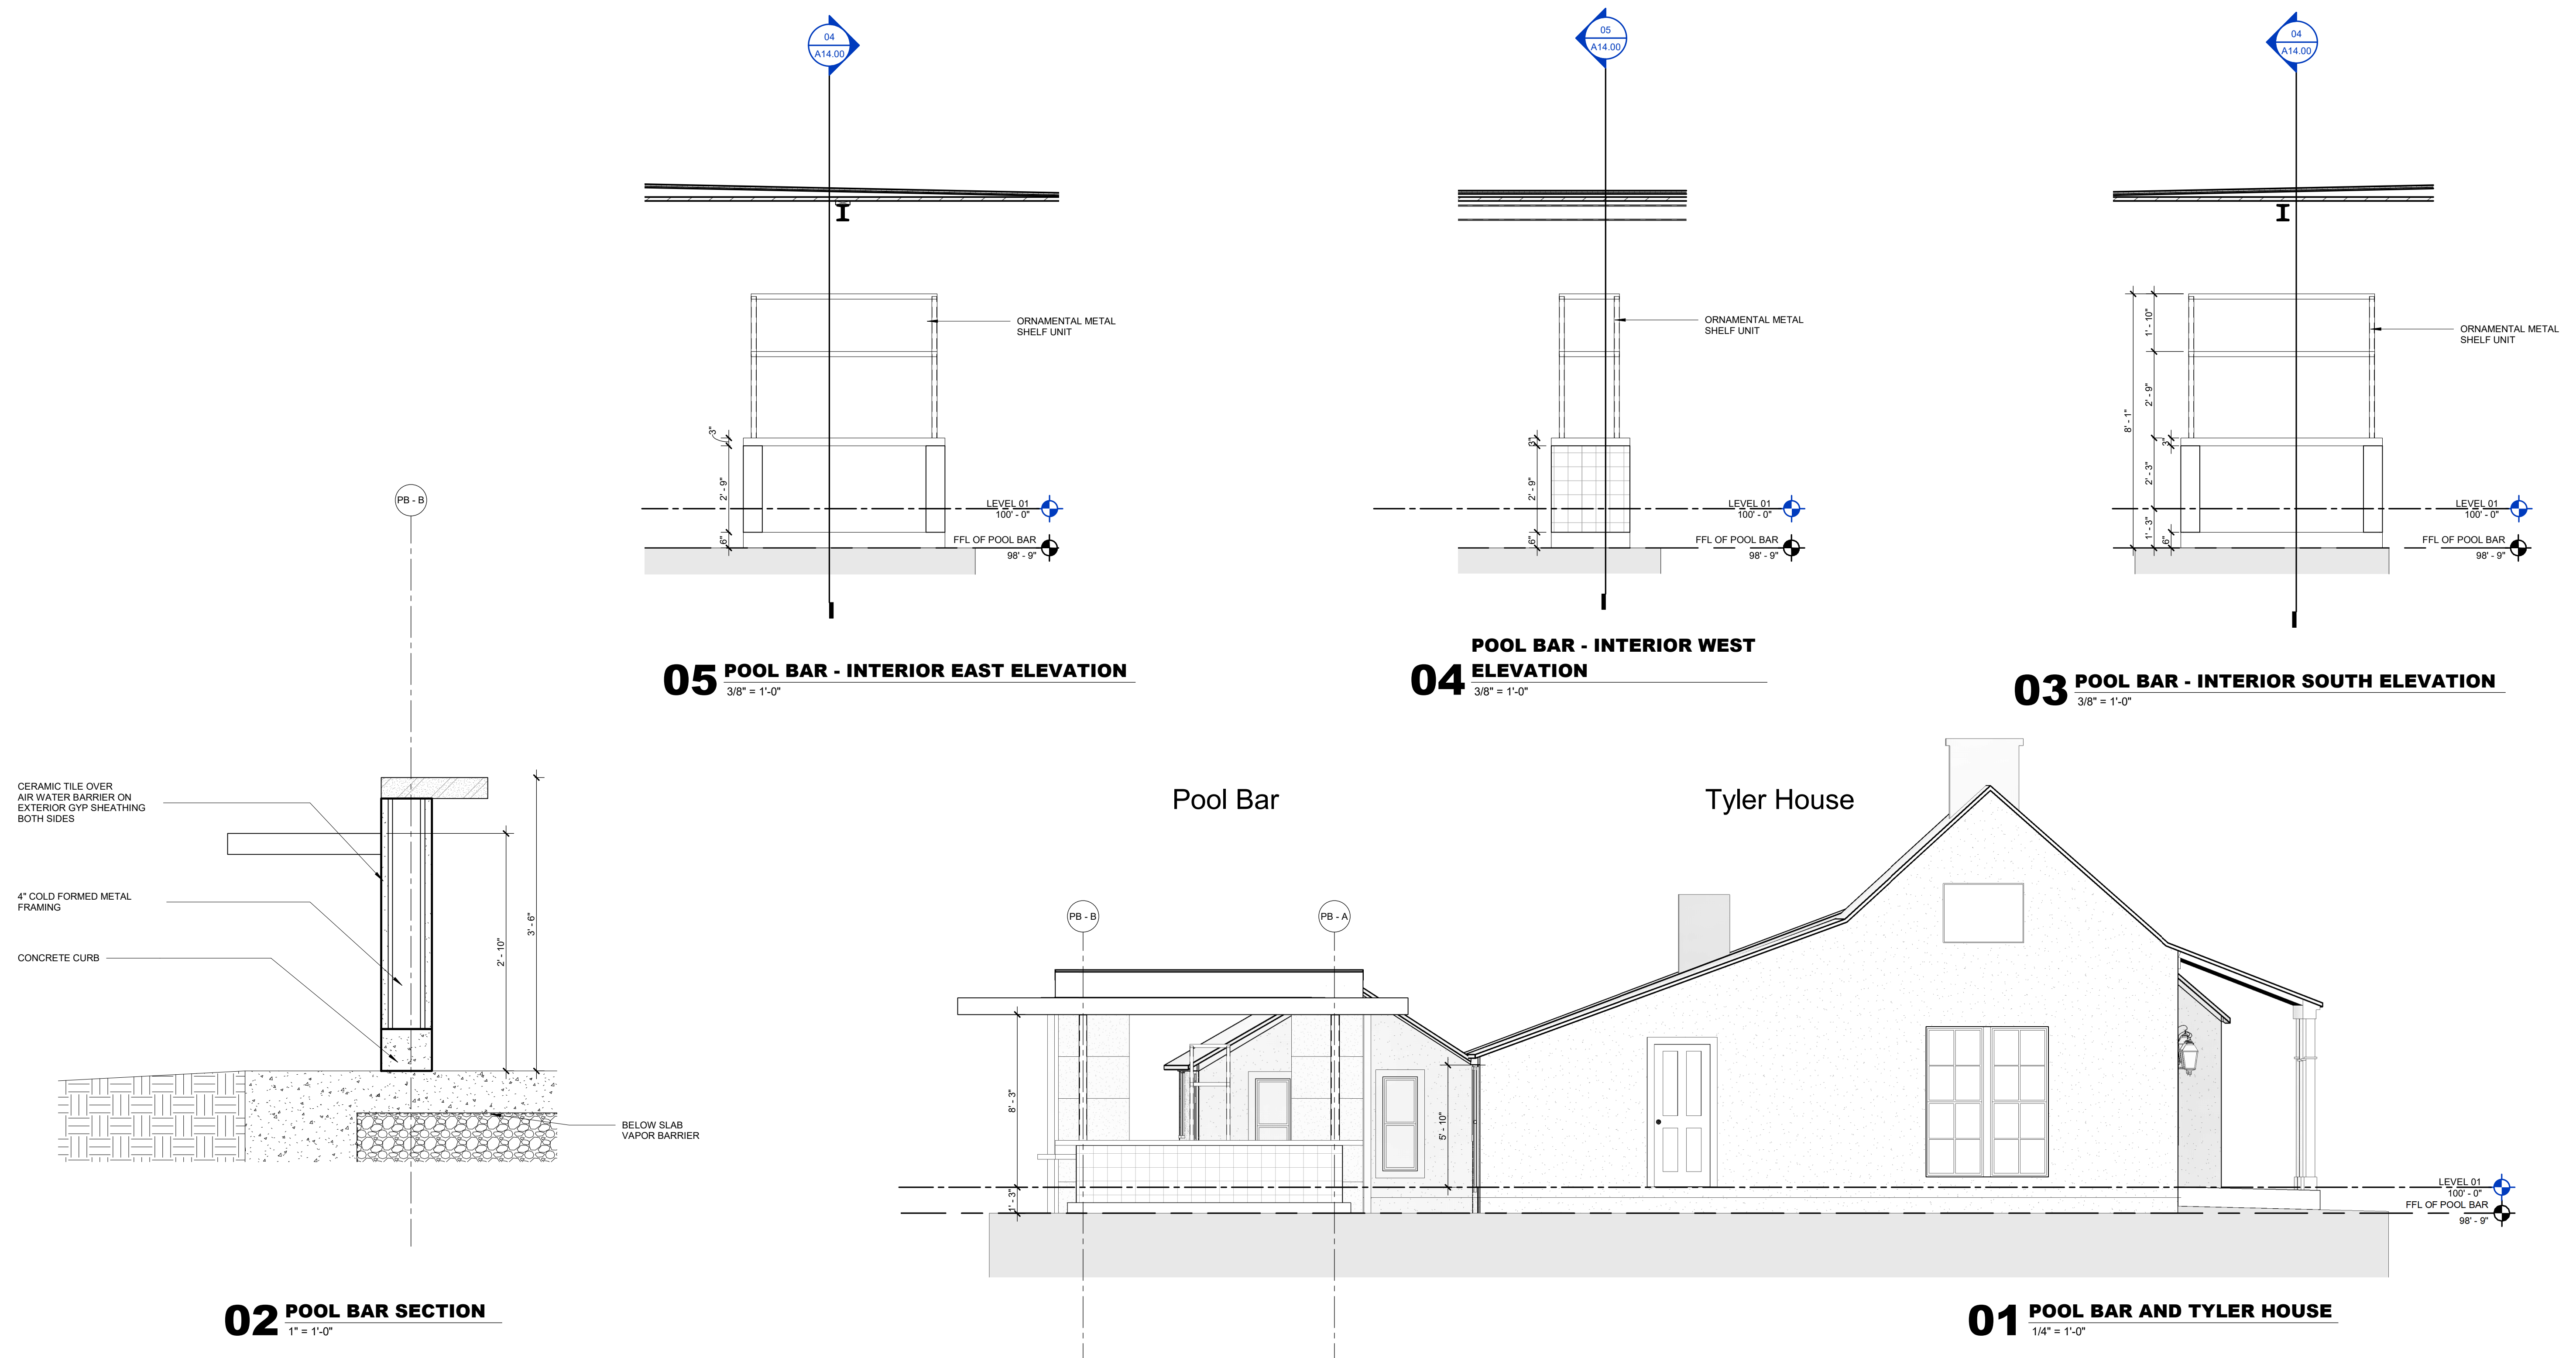 04
A14.00
05
A14.00
04
A14.00
ORNAMENTAL METAL
SHELF UNIT
3"
2' - 9"
6"
LEVEL 01
100' - 0"
FFL OF POOL BAR
98' - 9"
05 POOL BAR - INTERIOR EAST ELEVATION
3/8" = 1'-0"
ORNAMENTAL METAL
SHELF UNIT
3"
2' - 9"
6"
LEVEL 01
100' - 0"
FFL OF POOL BAR
98' - 9"
POOL BAR - INTERIOR WEST
04 ELEVATION
3/8" = 1'-0"
ORNAMENTAL METAL
SHELF UNIT
8' - 1"
1' - 10"
2' - 9"
3"
2' - 3"
1' - 3"
6"
LEVEL 01
100' - 0"
FFL OF POOL BAR
98' - 9"
03 POOL BAR - INTERIOR SOUTH ELEVATION
3/8" = 1'-0"
PB - B
CERAMIC TILE OVER
AIR WATER BARRIER ON
EXTERIOR GYP SHEATHING
BOTH SIDES
4" COLD FORMED METAL
FRAMING
CONCRETE CURB
2' - 10"
3' - 6"
BELOW SLAB
VAPOR BARRIER
02 POOL BAR SECTION
1" = 1'-0"
Pool Bar
Tyler House
PB - B
PB - A
8' - 3"
1' - 3"
5' - 10"
LEVEL 01
100' - 0"
FFL OF POOL BAR
98' - 9"
01 POOL BAR AND TYLER HOUSE
1/4" = 1'-0"